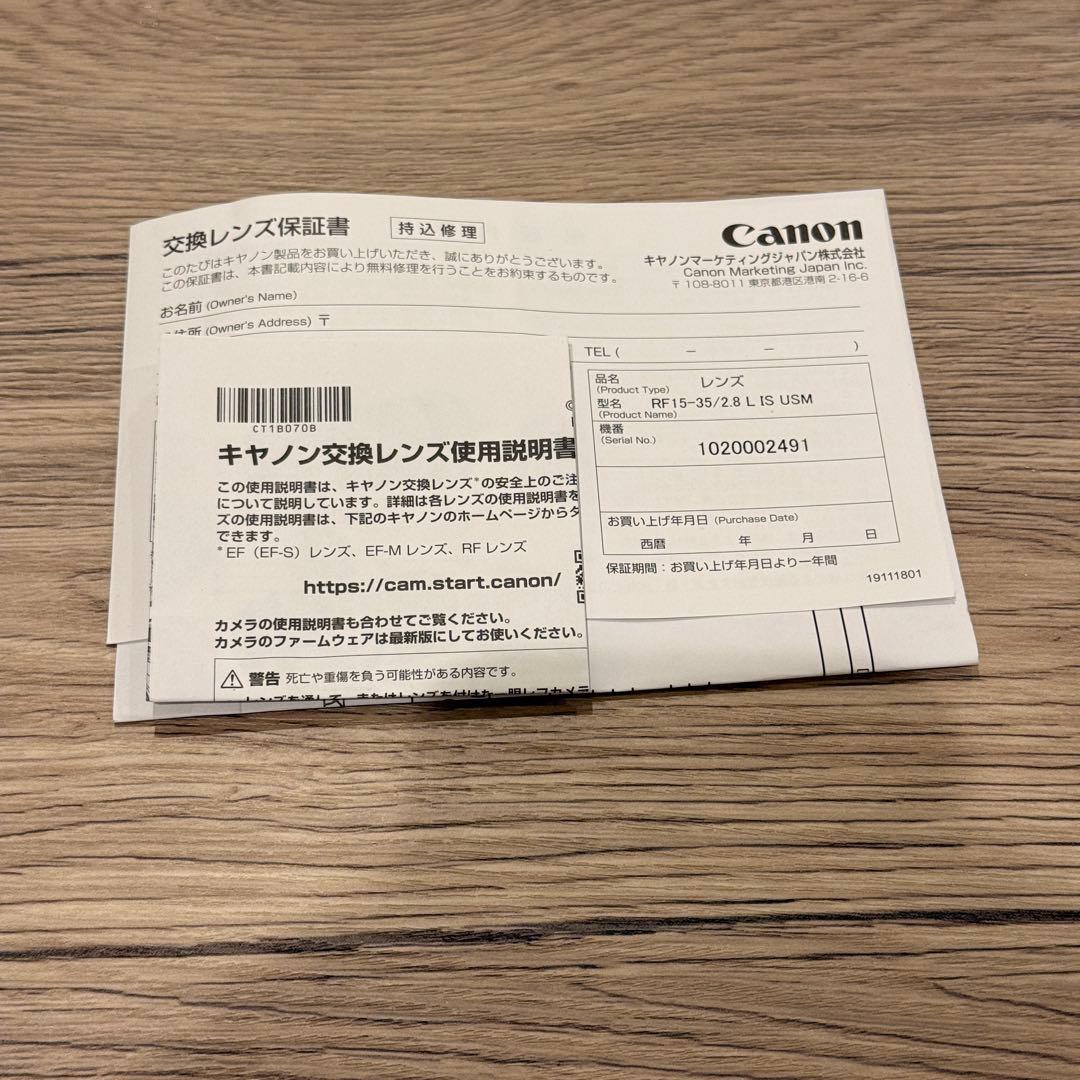 交換レンズ保証書
持込修理
Canon
キヤノンマーケティングジャパン株式会社
Canon Marketing Japan Inc.
〒108-8011 東京都港区港南 2-16-6
このたびはキヤノン製品をお買い上げいただき、誠にありがとうございます。
この保証書は、本書記載内容により無料修理を行うことをお約束するものです。
お名前 (Owner's Name)
住所 (Owner's Address) 〒
TEL ( － － )
品名 (Product Type) レンズ
型名 (Product Name) RF15-35/2.8 L IS USM
機番 (Serial No.)
1020002491
お買い上げ年月日 (Purchase Date)
西暦 年 月 日
保証期間：お買い上げ年月日より一年間
19111801
CT1B070B
キヤノン交換レンズ使用説明書
この使用説明書は、キヤノン交換レンズ*の安全上のご注
について説明しています。詳細は各レンズの使用説明書を
ズの使用説明書は、下記のキヤノンのホームページから
できます。
*EF（EF-S）レンズ、EF-M レンズ、RF レンズ
https://cam.start.canon/
カメラの使用説明書も合わせてご覧ください。
カメラのファームウェアは最新版にしてお使いください。
警告 死亡や重傷を負う可能性がある内容です。